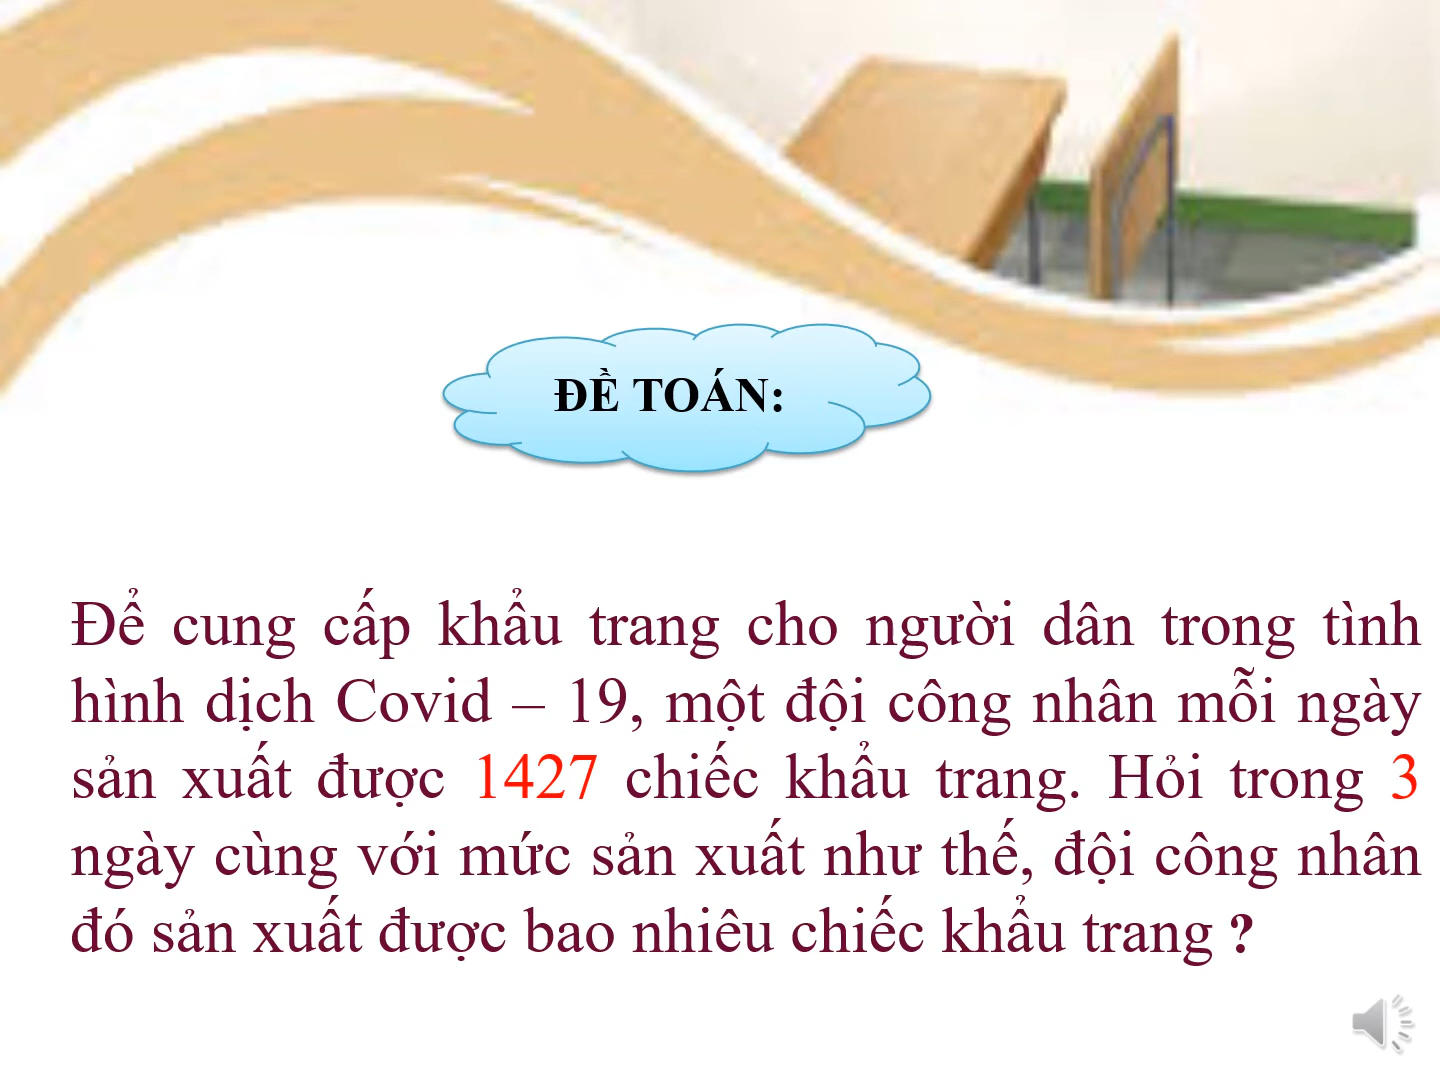 ĐỀ TOÁN:
Để cung cấp khẩu trang cho người dân trong tình
hình dịch Covid – 19, một đội công nhân mỗi ngày
sản xuất được 1427 chiếc khẩu trang. Hỏi trong 3
ngày cùng với mức sản xuất như thế, đội công nhân
đó sản xuất được bao nhiêu chiếc khẩu trang ?